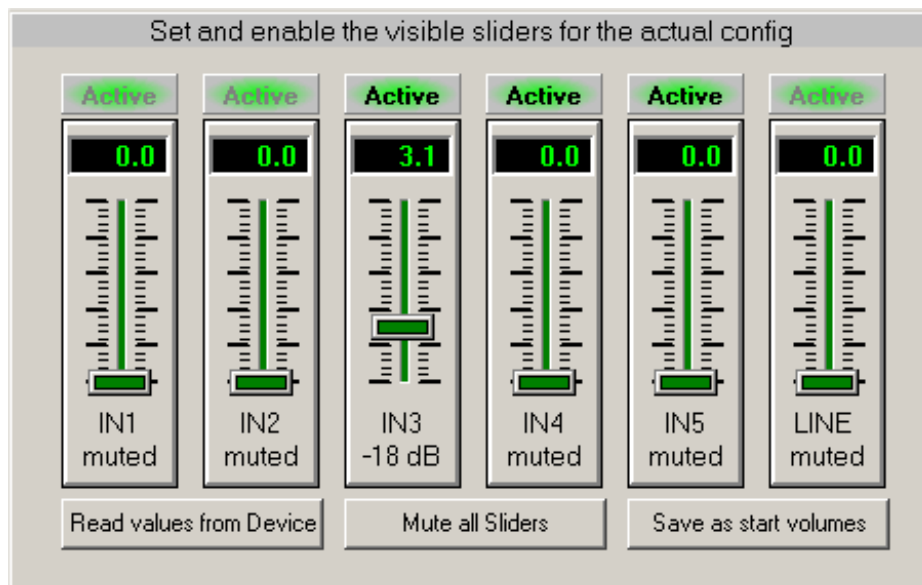 Set and enable the visible sliders for the actual config
Active Active Active Active Active Active
0.0 0.0 3.1 0.0 0.0 0.0
IN1 IN2 IN3 IN4 IN5 LINE
muted muted -18 dB muted muted muted
Read values from Device Mute all Sliders Save as start volumes